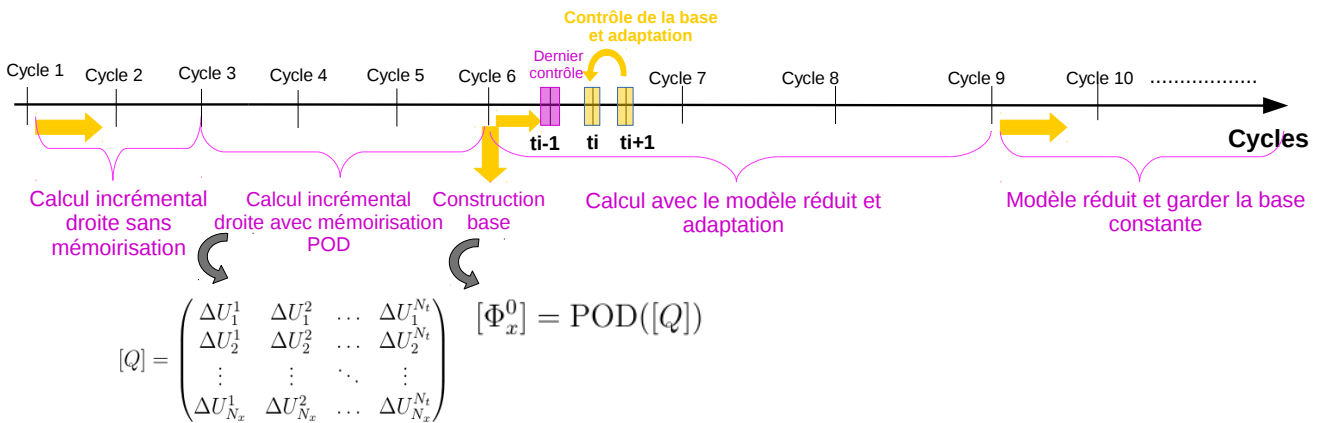 Contrôle de la base
et adaptation
Dernier
contrôle
Cycle 1
Cycle 2
Cycle 3
Cycle 4
Cycle 5
Cycle 6
Cycle 7
Cycle 8
Cycle 9
Cycle 10
..................
ti-1
ti
ti+1
Cycles
Calcul incrémental
droite sans
mémoirisation
Calcul incrémental
droite avec mémoirisation
POD
Construction
base
Calcul avec le modèle réduit et
adaptation
Modèle réduit et garder la base
constante
[Q] = ( ΔU_1^1 ΔU_1^2 … ΔU_1^{N_t}
ΔU_2^1 ΔU_2^2 … ΔU_2^{N_t}
⋮ ⋮ ⋱ ⋮
ΔU_{N_x}^1 ΔU_{N_x}^2 … ΔU_{N_x}^{N_t} )
[Φ_x^0] = POD([Q])